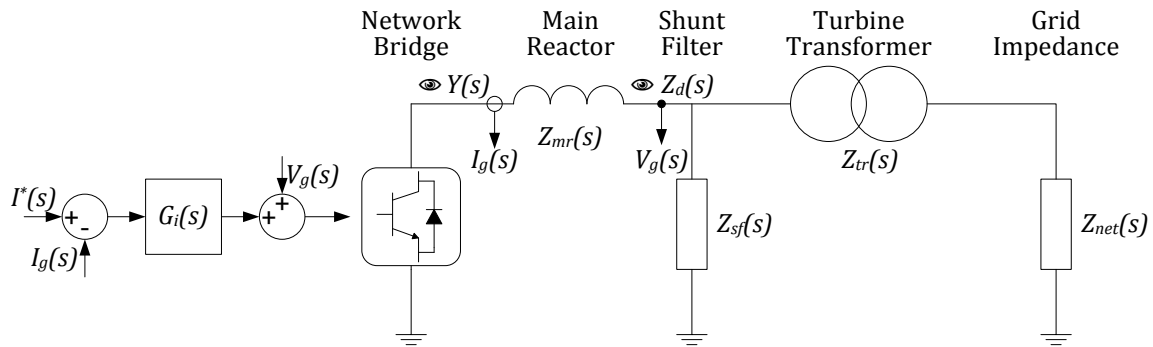 Network Bridge
Main Reactor
Shunt Filter
Turbine Transformer
Grid Impedance
Y(s)
Z_d(s)
I_g(s)
Z_mr(s)
V_g(s)
Z_tr(s)
V_g(s)
I*(s)
+
-
G_i(s)
+
+
I_g(s)
Z_sf(s)
Z_net(s)